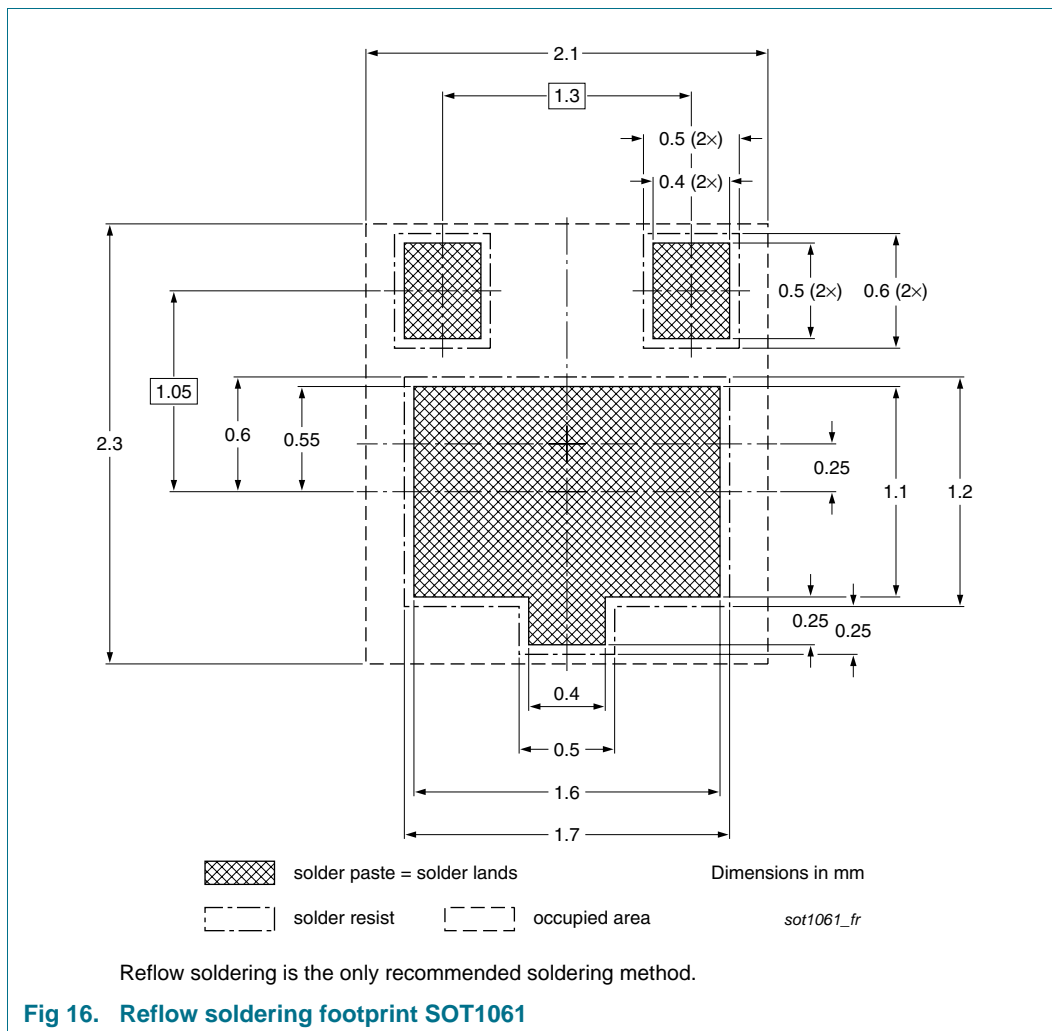 2.1
1.3
0.5 (2×)
0.4 (2×)
0.5 (2×)
0.6 (2×)
1.05
2.3
0.6
0.55
0.25
1.1
1.2
0.25
0.25
0.4
0.5
1.6
1.7
solder paste = solder lands
Dimensions in mm
solder resist
occupied area
sot1061_fr
Reflow soldering is the only recommended soldering method.
Fig 16. Reflow soldering footprint SOT1061